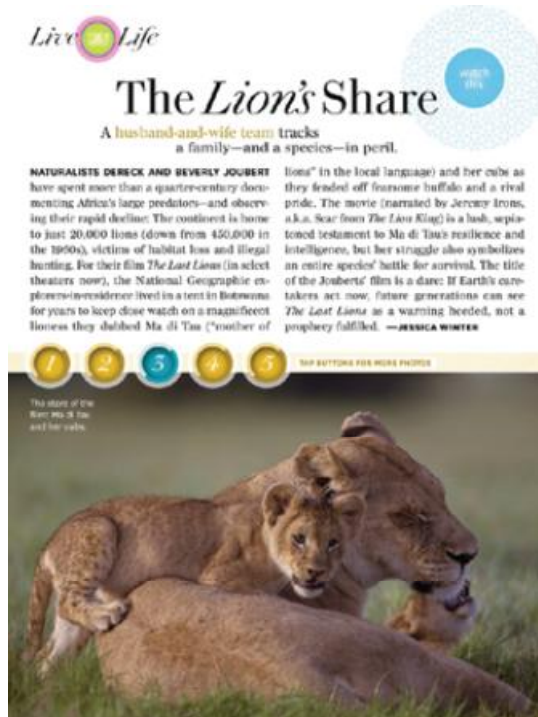 Live Life
watch
this
The Lion's Share
A husband-and-wife team tracks
a family—and a species—in peril.
NATURALISTS DERECK AND BEVERLY JOUBERT
have spent more than a quarter-century docu-
menting Africa's large predators—and observ-
ing their rapid decline: The continent is home
to just 20,000 lions (down from 450,000 in
the 1960s), victims of habitat loss and illegal
hunting. For their film The Last Lions (in select
theaters now), the National Geographic ex-
plorers-in-residence lived in a tent in Botswana
for years to keep close watch on a magnificent
lioness they dubbed Ma di Tau ("mother of
lions" in the local language) and her cubs as
they fended off fearsome buffalo and a rival
pride. The movie (narrated by Jeremy Irons,
a.k.a. Scar from The Lion King) is a lush, sepia-
toned testament to Ma di Tau's resilience and
intelligence, but her struggle also symbolizes
an entire species' battle for survival. The title
of the Jouberts' film is a dare: If Earth's care-
takers act now, future generations can see
The Last Lions as a warning heeded, not a
prophecy fulfilled. —JESSICA WINTER
1 2 3 4 5 TAP BUTTONS FOR MORE PHOTOS
The stars of the
film: Ma di Tau
and her cubs.